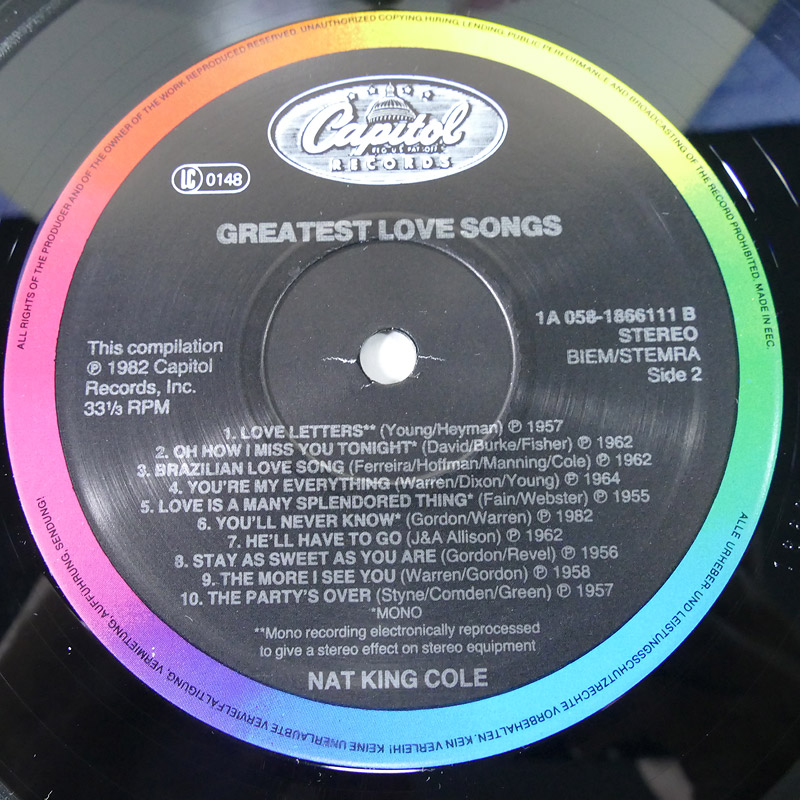 ALL RIGHTS OF THE PRODUCER AND OF THE OWNER OF THE WORK REPRODUCED RESERVED. UNAUTHORIZED COPYING, HIRING, LENDING, PUBLIC PERFORMANCE AND BROADCASTING OF THE RECORD PROHIBITED. MADE IN EEC.
Capitol
RECORDS
LC 0148
GREATEST LOVE SONGS
1A 058-1866111 B
STEREO
BIEM/STEMRA
Side 2
This compilation
℗ 1982 Capitol
Records, Inc.
33⅓ RPM
1. LOVE LETTERS** (Young/Heyman) ℗ 1957
2. OH HOW I MISS YOU TONIGHT* (David/Burke/Fisher) ℗ 1962
3. BRAZILIAN LOVE SONG (Ferreira/Hoffman/Manning/Cole) ℗ 1962
4. YOU'RE MY EVERYTHING (Warren/Dixon/Young) ℗ 1964
5. LOVE IS A MANY SPLENDORED THING* (Fain/Webster) ℗ 1955
6. YOU'LL NEVER KNOW* (Gordon/Warren) ℗ 1982
7. HE'LL HAVE TO GO (J&A Allison) ℗ 1962
8. STAY AS SWEET AS YOU ARE (Gordon/Revel) ℗ 1956
9. THE MORE I SEE YOU (Warren/Gordon) ℗ 1958
10. THE PARTY'S OVER (Styne/Comden/Green) ℗ 1957
*MONO
**Mono recording electronically reprocessed
to give a stereo effect on stereo equipment
NAT KING COLE
ALLE URHEBER- UND LEISTUNGSSCHUTZRECHTE VORBEHALTEN. KEIN VERLEIH! KEINE UNERLAUBTE VERVIELFÄLTIGUNG, VERMIETUNG, AUFFÜHRUNG, SENDUNG!